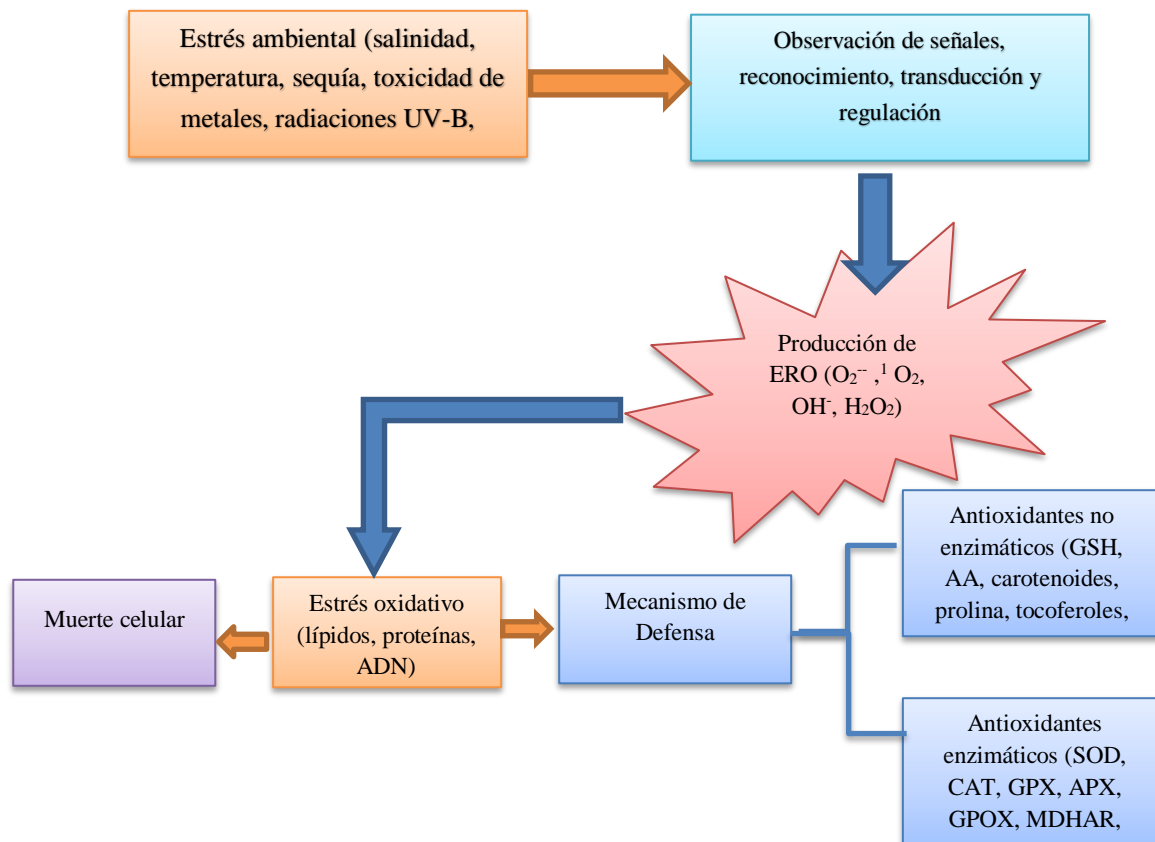 Estrés ambiental (salinidad,
temperatura, sequía, toxicidad de
metales, radiaciones UV-B,
Observación de señales,
reconocimiento, transducción y
regulación
Producción de
ERO (O₂⁻⁻ ,¹ O₂,
OH⁻, H₂O₂)
Antioxidantes no
enzimáticos (GSH,
AA, carotenoides,
prolina, tocoferoles,
Muerte celular
Estrés oxidativo
(lípidos, proteínas,
ADN)
Mecanismo de
Defensa
Antioxidantes
enzimáticos (SOD,
CAT, GPX, APX,
GPOX, MDHAR,